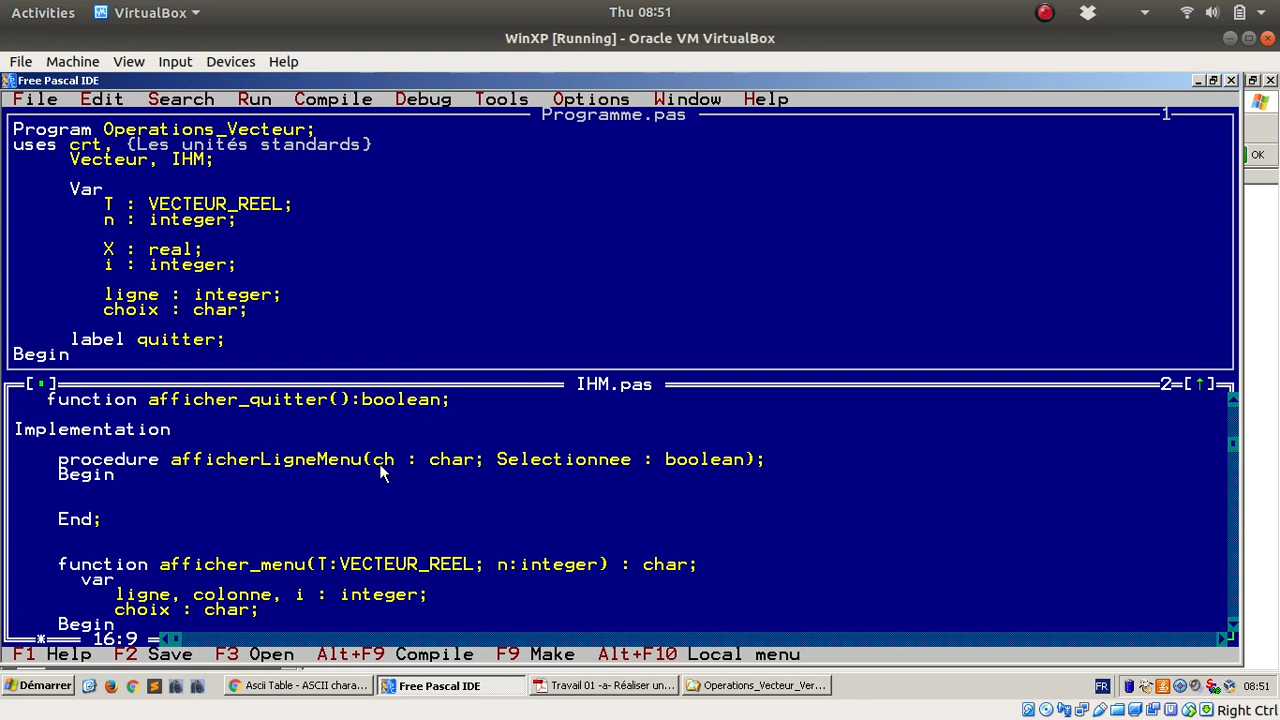 Activities VirtualBox Thu 08:51
WinXP [Running] - Oracle VM VirtualBox
File Machine View Input Devices Help
Free Pascal IDE
File Edit Search Run Compile Debug Tools Options Window Help
Programme.pas 1
Program Operations_Vecteur;
uses crt, {Les unités standards}
Vecteur, IHM;
OK
Var
T : VECTEUR_REEL;
n : integer;
X : real;
i : integer;
ligne : integer;
choix : char;
label quitter;
Begin
[▪] IHM.pas 2=[↑]
function afficher_quitter():boolean;
Implementation
procedure afficherLigneMenu(ch : char; Selectionnee : boolean);
Begin
End;
function afficher_menu(T:VECTEUR_REEL; n:integer) : char;
var
ligne, colonne, i : integer;
choix : char;
Begin
* 16:9
F1 Help F2 Save F3 Open Alt+F9 Compile F9 Make Alt+F10 Local menu
Démarrer Ascii Table - ASCII chara... Free Pascal IDE Travail 01 -a- Réaliser un... Operations_Vecteur_Ver... FR 08:51
Right Ctrl